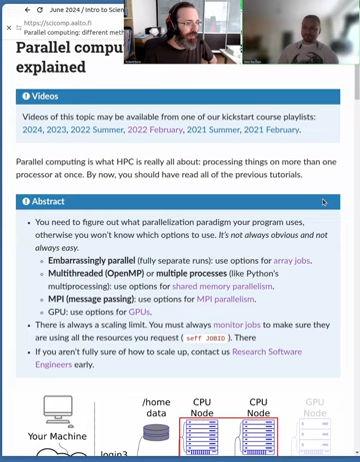 June 2024 / Intro to Scien
https://scicomp.aalto.fi
Parallel computing: different meth
Parallel compu
explained
Videos
Videos of this topic may be available from one of our kickstart course playlists:
2024, 2023, 2022 Summer, 2022 February, 2021 Summer, 2021 February.
Parallel computing is what HPC is really all about: processing things on more than one
processor at once. By now, you should have read all of the previous tutorials.
Abstract
You need to figure out what parallelization paradigm your program uses,
otherwise you won't know which options to use. It's not always obvious and not
always easy.
Embarrassingly parallel (fully separate runs): use options for array jobs.
Multithreaded (OpenMP) or multiple processes (like Python's
multiprocessing): use options for shared memory parallelism.
MPI (message passing): use options for MPI parallelism.
GPU: use options for GPUs.
There is always a scaling limit. You must always monitor jobs to make sure they
are using all the resources you request ( seff JOBID ). There
If you aren't fully sure of how to scale up, contact us Research Software
Engineers early.
/home
data
CPU
Node
CPU
Node
GPU
Node
Your Machine
login3